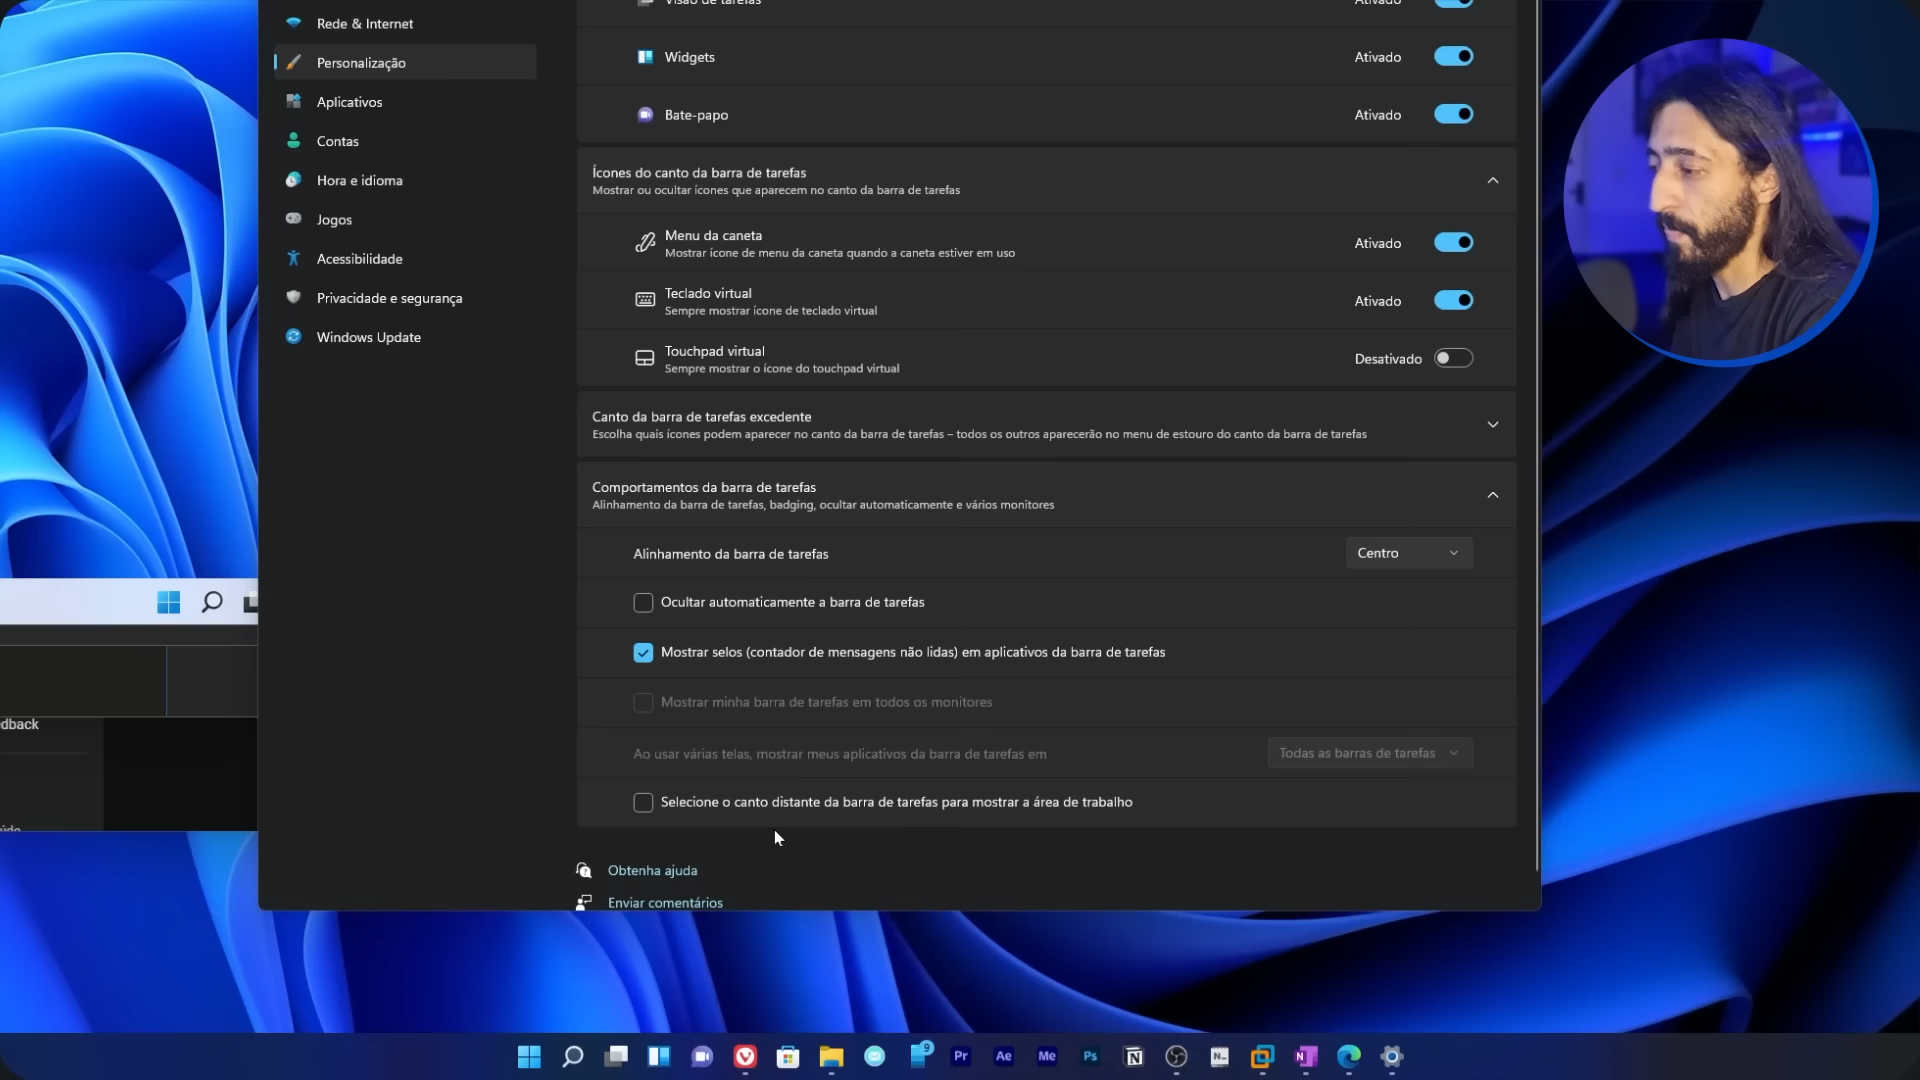 Rede & Internet
Personalização
Aplicativos
Contas
Hora e idioma
Jogos
Acessibilidade
Privacidade e segurança
Windows Update
Visão de tarefas
Ativado
Widgets
Ativado
Bate-papo
Ativado
Ícones do canto da barra de tarefas
Mostrar ou ocultar ícones que aparecem no canto da barra de tarefas
Menu da caneta
Mostrar ícone de menu da caneta quando a caneta estiver em uso
Ativado
Teclado virtual
Sempre mostrar ícone de teclado virtual
Ativado
Touchpad virtual
Sempre mostrar o ícone do touchpad virtual
Desativado
Canto da barra de tarefas excedente
Escolha quais ícones podem aparecer no canto da barra de tarefas – todos os outros aparecerão no menu de estouro do canto da barra de tarefas
Comportamentos da barra de tarefas
Alinhamento da barra de tarefas, badging, ocultar automaticamente e vários monitores
Alinhamento da barra de tarefas
Centro
Ocultar automaticamente a barra de tarefas
Mostrar selos (contador de mensagens não lidas) em aplicativos da barra de tarefas
Mostrar minha barra de tarefas em todos os monitores
Ao usar várias telas, mostrar meus aplicativos da barra de tarefas em
Todas as barras de tarefas
Selecione o canto distante da barra de tarefas para mostrar a área de trabalho
Obtenha ajuda
Enviar comentários
edback
9
Pr
Ae
Me
Ps
N
N